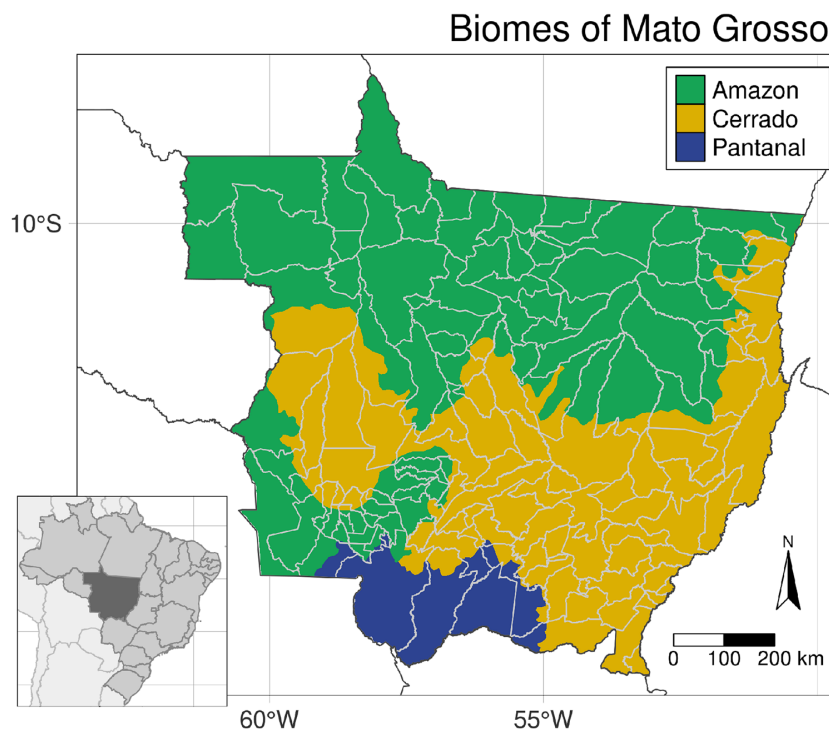 Biomes of Mato Grosso
Amazon
Cerrado
Pantanal
10°S
N
0 100 200 km
60°W 55°W